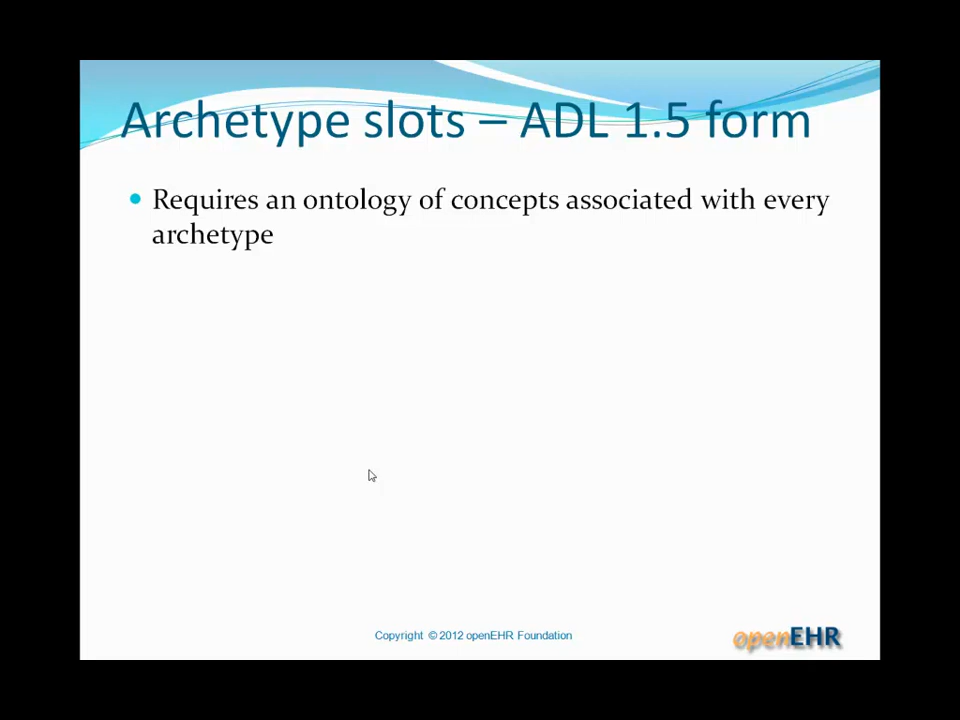 Archetype slots – ADL 1.5 form
• Requires an ontology of concepts associated with every
archetype
Copyright © 2012 openEHR Foundation
openEHR